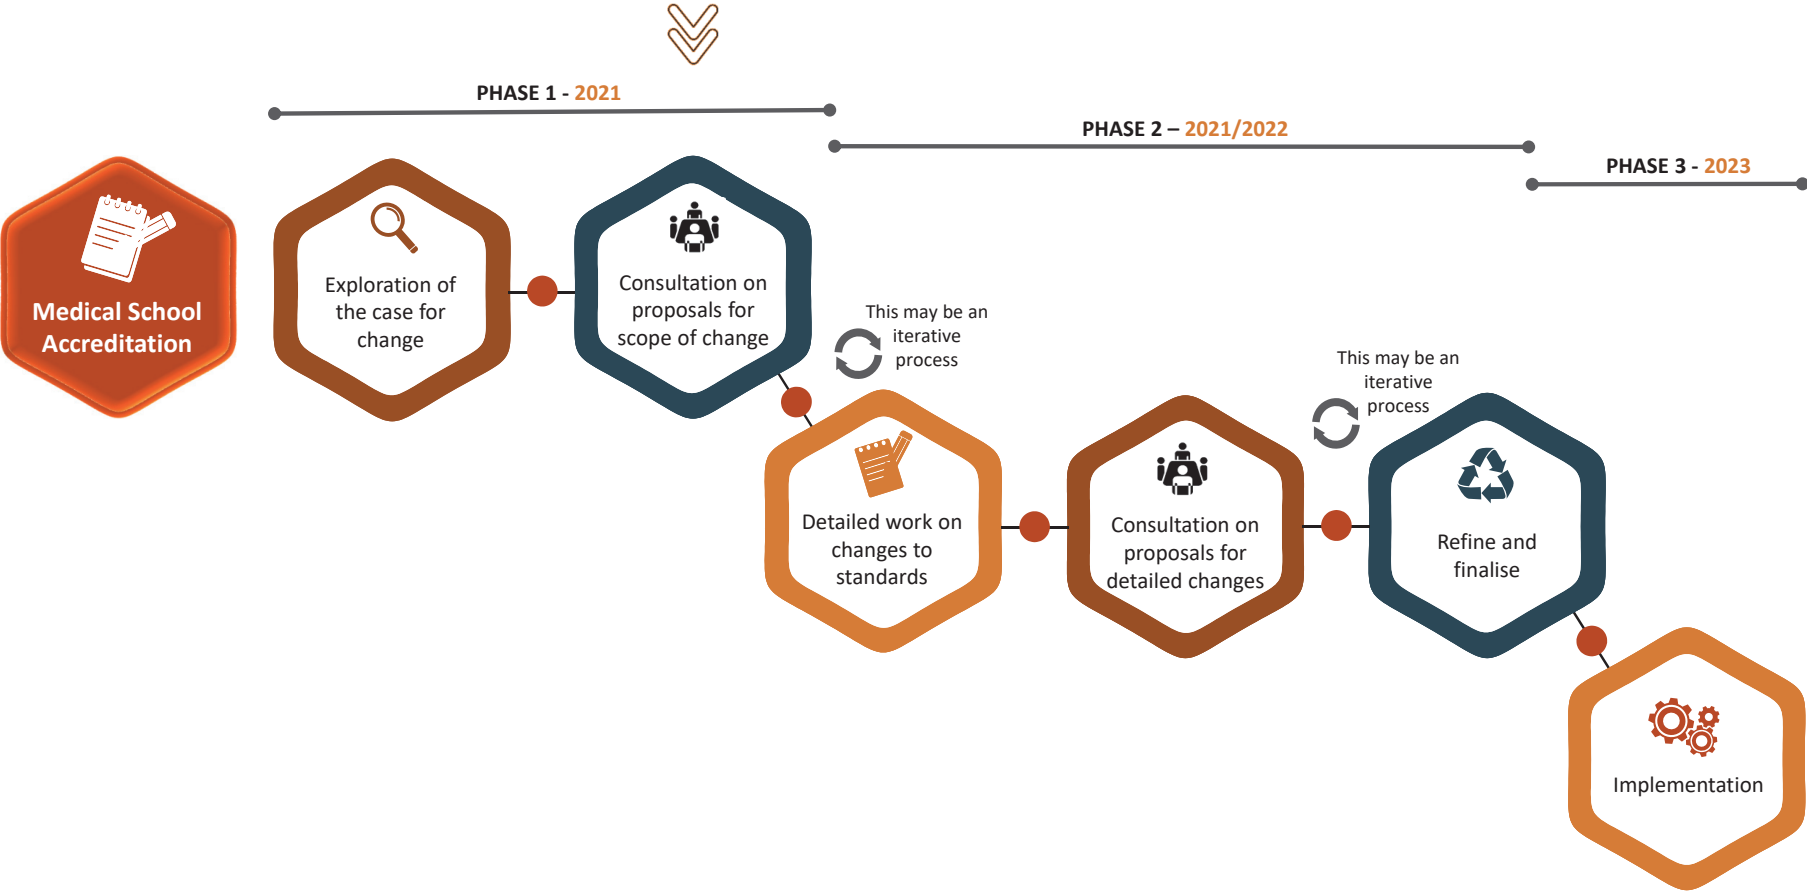 PHASE 1 - 2021
PHASE 2 – 2021/2022
PHASE 3 - 2023
Medical School
Accreditation
Exploration of
the case for
change
Consultation on
proposals for
scope of change
This may be an
iterative
process
Detailed work on
changes to
standards
Consultation on
proposals for
detailed changes
This may be an
iterative
process
Refine and
finalise
Implementation